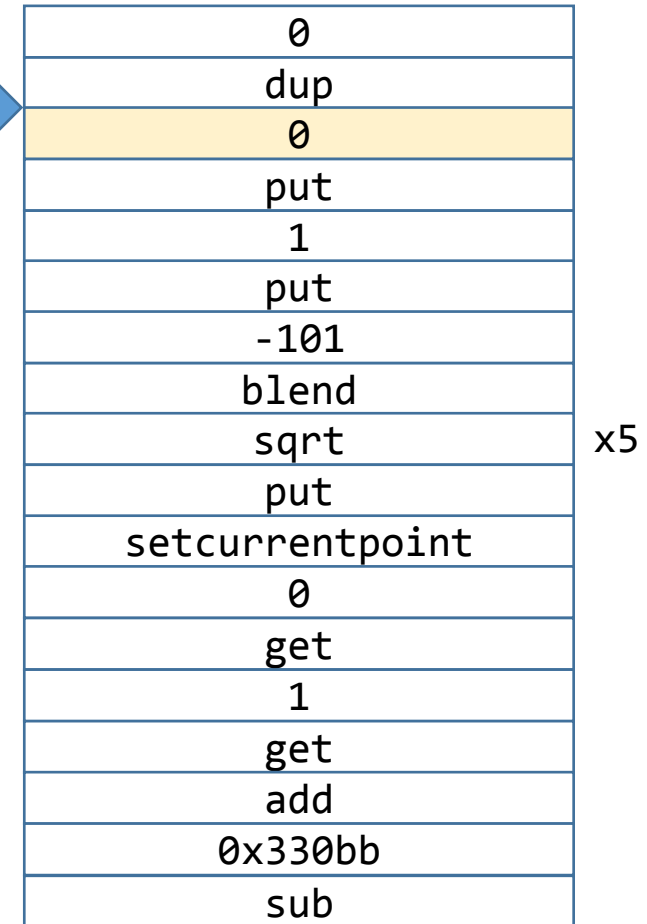 0
dup
0
put
1
put
-101
blend
sqrt x5
put
setcurrentpoint
0
get
1
get
add
0x330bb
sub